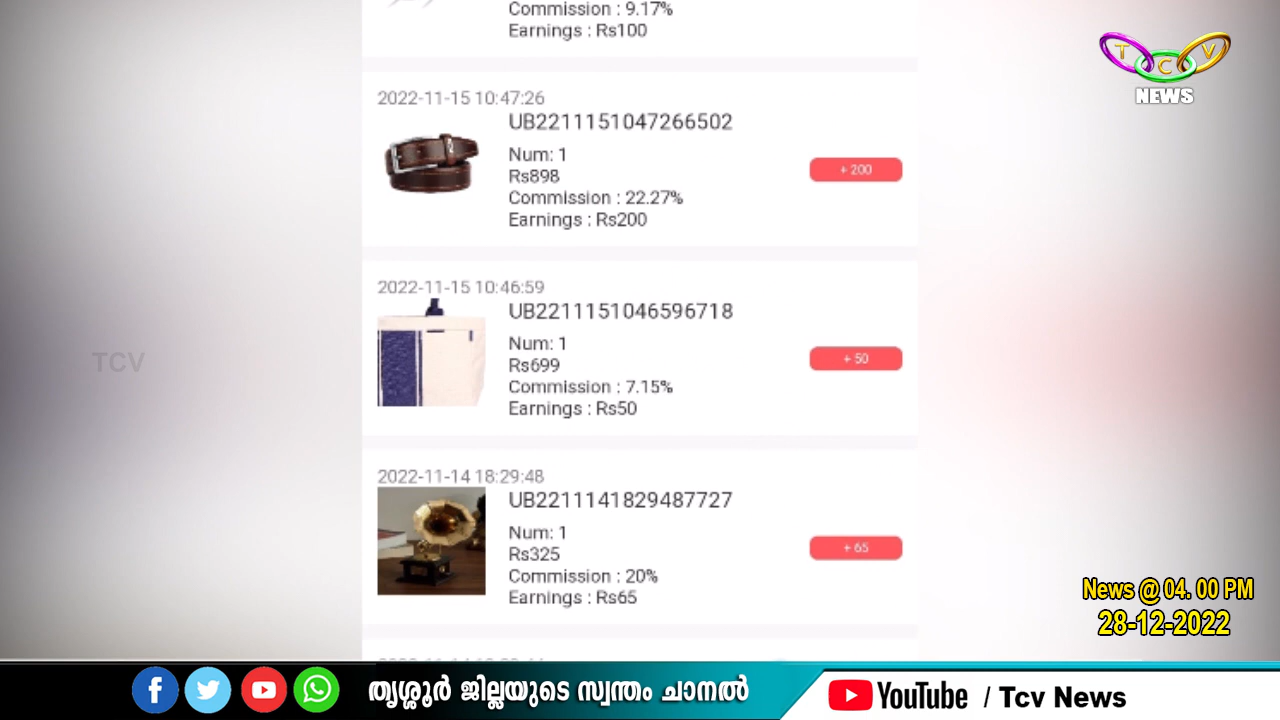 Commission : 9.17%
Earnings : Rs100
2022-11-15 10:47:26
UB2211151047266502
Num: 1
Rs898
Commission : 22.27%
Earnings : Rs200
+ 200
2022-11-15 10:46:59
UB2211151046596718
Num: 1
Rs699
Commission : 7.15%
Earnings : Rs50
+ 50
2022-11-14 18:29:48
UB2211141829487727
Num: 1
Rs325
Commission : 20%
Earnings : Rs65
+ 65
TCV
NEWS
TCV
News @ 04. 00 PM
28-12-2022
തൃശ്ശൂർ ജില്ലയുടെ സ്വന്തം ചാനൽ
YouTube / Tcv News